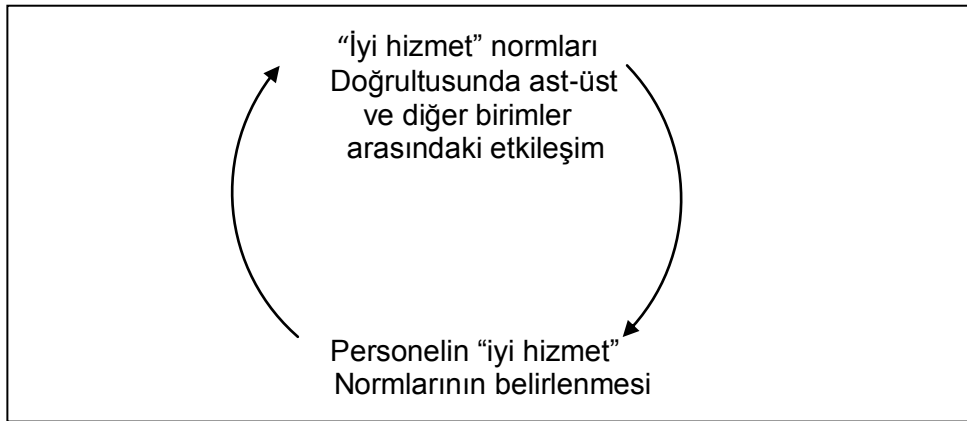 “İyi hizmet” normları
Doğrultusunda ast-üst
ve diğer birimler
arasındaki etkileşim
Personelin “iyi hizmet”
Normlarının belirlenmesi